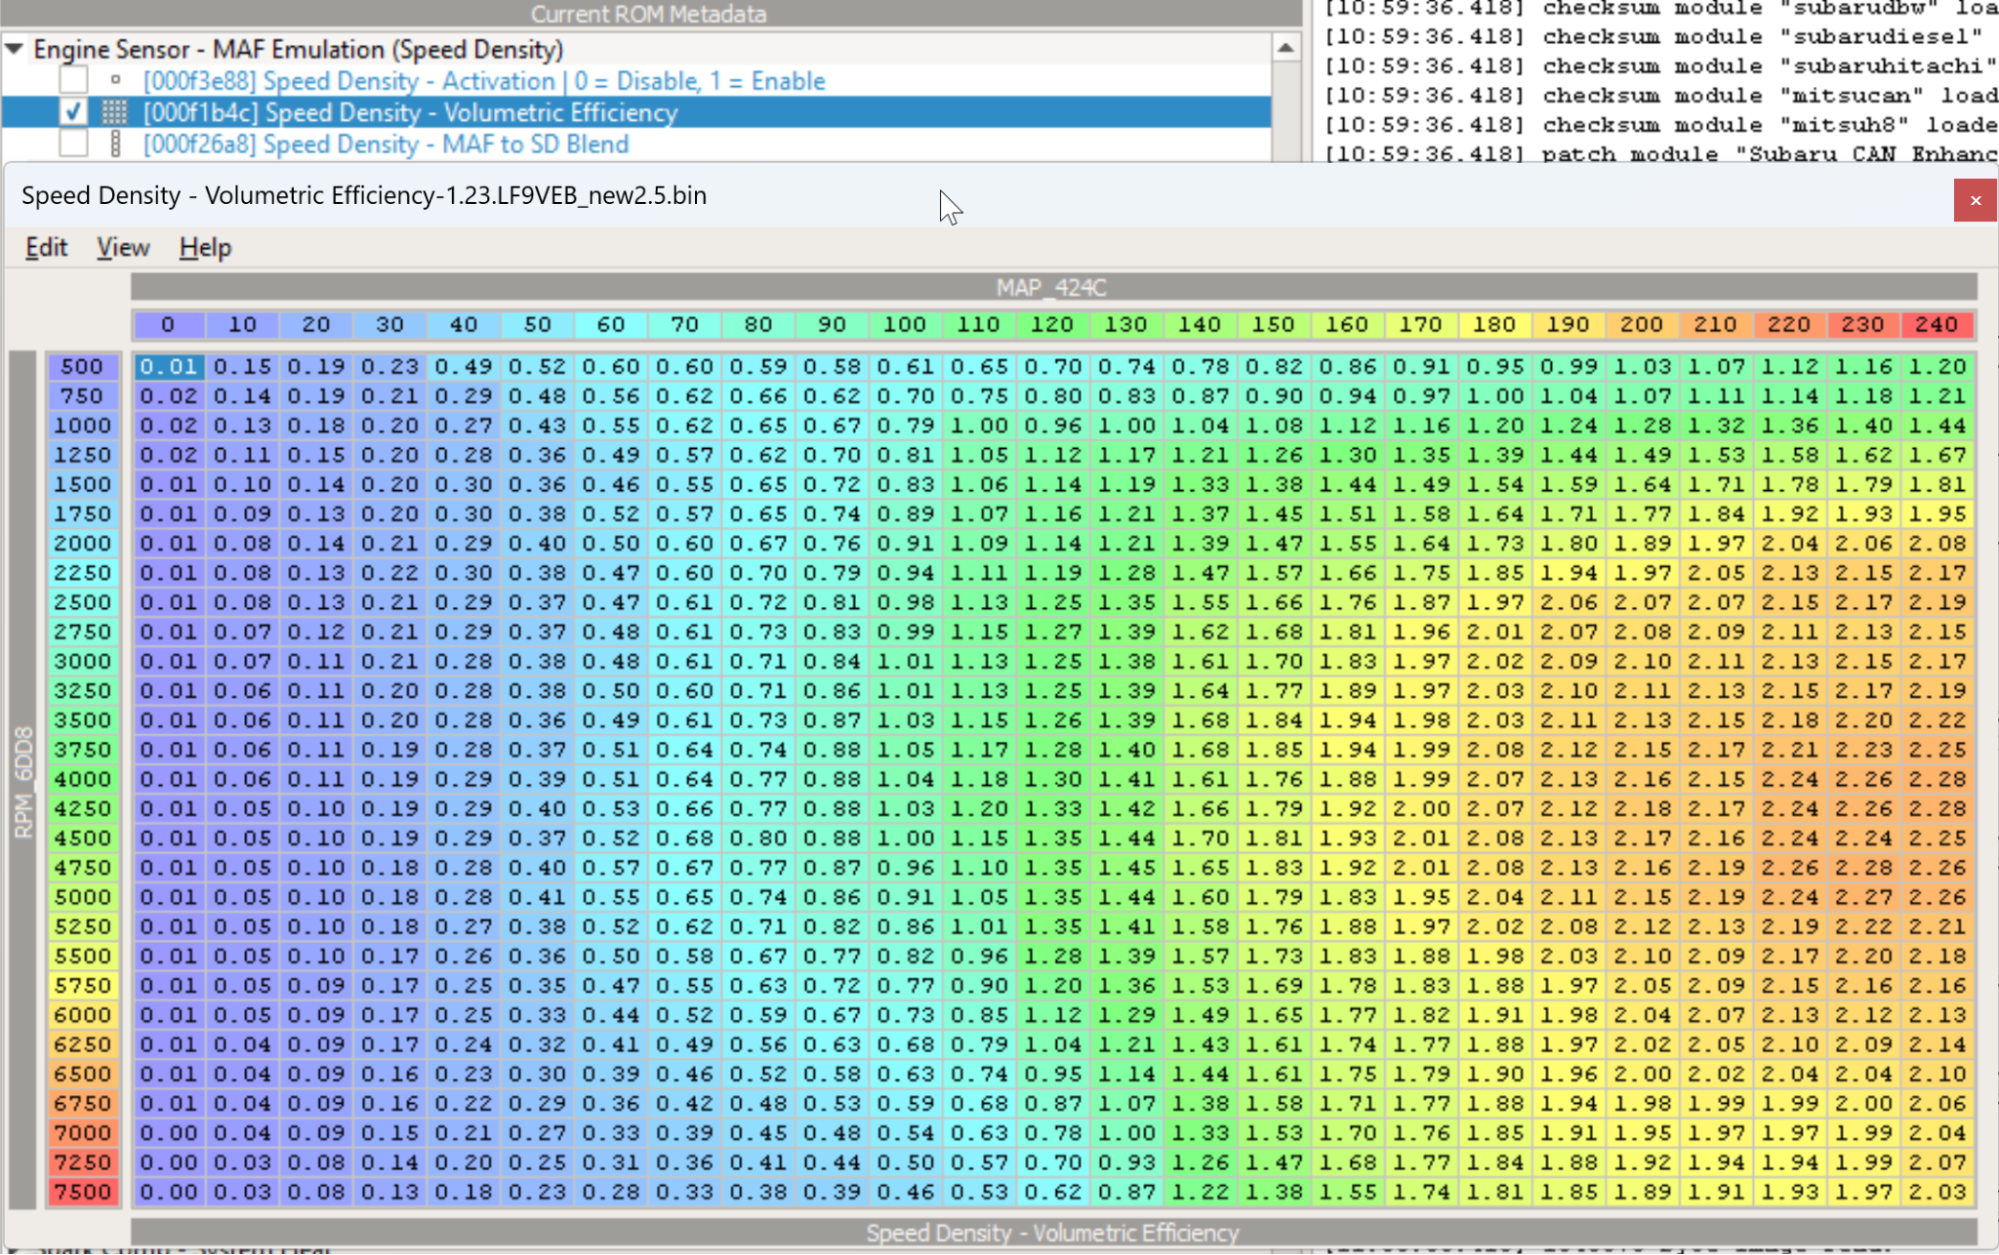 Current ROM Metadata
Engine Sensor - MAF Emulation (Speed Density)
[000f3e88] Speed Density - Activation | 0 = Disable, 1 = Enable
[000f1b4c] Speed Density - Volumetric Efficiency
[000f26a8] Speed Density - MAF to SD Blend
[10:59:36.418] checksum module "subarudbw" loa
[10:59:36.418] checksum module "subarudiesel"
[10:59:36.418] checksum module "subaruhitachi"
[10:59:36.418] checksum module "mitsucan" load
[10:59:36.418] checksum module "mitsuh8" loade
[10:59:36.418] patch module "Subaru CAN Enhanc
Speed Density - Volumetric Efficiency-1.23.LF9VEB_new2.5.bin
Edit View Help
MAP_424C
0 10 20 30 40 50 60 70 80 90 100 110 120 130 140 150 160 170 180 190 200 210 220 230 240
RPM_6DD8
500 0.01 0.15 0.19 0.23 0.49 0.52 0.60 0.60 0.59 0.58 0.61 0.65 0.70 0.74 0.78 0.82 0.86 0.91 0.95 0.99 1.03 1.07 1.12 1.16 1.20
750 0.02 0.14 0.19 0.21 0.29 0.48 0.56 0.62 0.66 0.62 0.70 0.75 0.80 0.83 0.87 0.90 0.94 0.97 1.00 1.04 1.07 1.11 1.14 1.18 1.21
1000 0.02 0.13 0.18 0.20 0.27 0.43 0.55 0.62 0.65 0.67 0.79 1.00 0.96 1.00 1.04 1.08 1.12 1.16 1.20 1.24 1.28 1.32 1.36 1.40 1.44
1250 0.02 0.11 0.15 0.20 0.28 0.36 0.49 0.57 0.62 0.70 0.81 1.05 1.12 1.17 1.21 1.26 1.30 1.35 1.39 1.44 1.49 1.53 1.58 1.62 1.67
1500 0.01 0.10 0.14 0.20 0.30 0.36 0.46 0.55 0.65 0.72 0.83 1.06 1.14 1.19 1.33 1.38 1.44 1.49 1.54 1.59 1.64 1.71 1.78 1.79 1.81
1750 0.01 0.09 0.13 0.20 0.30 0.38 0.52 0.57 0.65 0.74 0.89 1.07 1.16 1.21 1.37 1.45 1.51 1.58 1.64 1.71 1.77 1.84 1.92 1.93 1.95
2000 0.01 0.08 0.14 0.21 0.29 0.40 0.50 0.60 0.67 0.76 0.91 1.09 1.14 1.21 1.39 1.47 1.55 1.64 1.73 1.80 1.89 1.97 2.04 2.06 2.08
2250 0.01 0.08 0.13 0.22 0.30 0.38 0.47 0.60 0.70 0.79 0.94 1.11 1.19 1.28 1.47 1.57 1.66 1.75 1.85 1.94 1.97 2.05 2.13 2.15 2.17
2500 0.01 0.08 0.13 0.21 0.29 0.37 0.47 0.61 0.72 0.81 0.98 1.13 1.25 1.35 1.55 1.66 1.76 1.87 1.97 2.06 2.07 2.07 2.15 2.17 2.19
2750 0.01 0.07 0.12 0.21 0.29 0.37 0.48 0.61 0.73 0.83 0.99 1.15 1.27 1.39 1.62 1.68 1.81 1.96 2.01 2.07 2.08 2.09 2.11 2.13 2.15
3000 0.01 0.07 0.11 0.21 0.28 0.38 0.48 0.61 0.71 0.84 1.01 1.13 1.25 1.38 1.61 1.70 1.83 1.97 2.02 2.09 2.10 2.11 2.13 2.15 2.17
3250 0.01 0.06 0.11 0.20 0.28 0.38 0.50 0.60 0.71 0.86 1.01 1.13 1.25 1.39 1.64 1.77 1.89 1.97 2.03 2.10 2.11 2.13 2.15 2.17 2.19
3500 0.01 0.06 0.11 0.20 0.28 0.36 0.49 0.61 0.73 0.87 1.03 1.15 1.26 1.39 1.68 1.84 1.94 1.98 2.03 2.11 2.13 2.15 2.18 2.20 2.22
3750 0.01 0.06 0.11 0.19 0.28 0.37 0.51 0.64 0.74 0.88 1.05 1.17 1.28 1.40 1.68 1.85 1.94 1.99 2.08 2.12 2.15 2.17 2.21 2.23 2.25
4000 0.01 0.06 0.11 0.19 0.29 0.39 0.51 0.64 0.77 0.88 1.04 1.18 1.30 1.41 1.61 1.76 1.88 1.99 2.07 2.13 2.16 2.15 2.24 2.26 2.28
4250 0.01 0.05 0.10 0.19 0.29 0.40 0.53 0.66 0.77 0.88 1.03 1.20 1.33 1.42 1.66 1.79 1.92 2.00 2.07 2.12 2.18 2.17 2.24 2.26 2.28
4500 0.01 0.05 0.10 0.19 0.29 0.37 0.52 0.68 0.80 0.88 1.00 1.15 1.35 1.44 1.70 1.81 1.93 2.01 2.08 2.13 2.17 2.16 2.24 2.24 2.25
4750 0.01 0.05 0.10 0.18 0.28 0.40 0.57 0.67 0.77 0.87 0.96 1.10 1.35 1.45 1.65 1.83 1.92 2.01 2.08 2.13 2.16 2.19 2.26 2.28 2.26
5000 0.01 0.05 0.10 0.18 0.28 0.41 0.55 0.65 0.74 0.86 0.91 1.05 1.35 1.44 1.60 1.79 1.83 1.95 2.04 2.11 2.15 2.19 2.24 2.27 2.26
5250 0.01 0.05 0.10 0.18 0.27 0.38 0.52 0.62 0.71 0.82 0.86 1.01 1.35 1.41 1.58 1.76 1.88 1.97 2.02 2.08 2.12 2.13 2.19 2.22 2.21
5500 0.01 0.05 0.10 0.17 0.26 0.36 0.50 0.58 0.67 0.77 0.82 0.96 1.28 1.39 1.57 1.73 1.83 1.88 1.98 2.03 2.10 2.09 2.17 2.20 2.18
5750 0.01 0.05 0.09 0.17 0.25 0.35 0.47 0.55 0.63 0.72 0.77 0.90 1.20 1.36 1.53 1.69 1.78 1.83 1.88 1.97 2.05 2.09 2.15 2.16 2.16
6000 0.01 0.05 0.09 0.17 0.25 0.33 0.44 0.52 0.59 0.67 0.73 0.85 1.12 1.29 1.49 1.65 1.77 1.82 1.91 1.98 2.04 2.07 2.13 2.12 2.13
6250 0.01 0.04 0.09 0.17 0.24 0.32 0.41 0.49 0.56 0.63 0.68 0.79 1.04 1.21 1.43 1.61 1.74 1.77 1.88 1.97 2.02 2.05 2.10 2.09 2.14
6500 0.01 0.04 0.09 0.16 0.23 0.30 0.39 0.46 0.52 0.58 0.63 0.74 0.95 1.14 1.44 1.61 1.75 1.79 1.90 1.96 2.00 2.02 2.04 2.04 2.10
6750 0.01 0.04 0.09 0.16 0.22 0.29 0.36 0.42 0.48 0.53 0.59 0.68 0.87 1.07 1.38 1.58 1.71 1.77 1.88 1.94 1.98 1.99 1.99 2.00 2.06
7000 0.00 0.04 0.09 0.15 0.21 0.27 0.33 0.39 0.45 0.48 0.54 0.63 0.78 1.00 1.33 1.53 1.70 1.76 1.85 1.91 1.95 1.97 1.97 1.99 2.04
7250 0.00 0.03 0.08 0.14 0.20 0.25 0.31 0.36 0.41 0.44 0.50 0.57 0.70 0.93 1.26 1.47 1.68 1.77 1.84 1.88 1.92 1.94 1.94 1.99 2.07
7500 0.00 0.03 0.08 0.13 0.18 0.23 0.28 0.33 0.38 0.39 0.46 0.53 0.62 0.87 1.22 1.38 1.55 1.74 1.81 1.85 1.89 1.91 1.93 1.97 2.03
Speed Density - Volumetric Efficiency